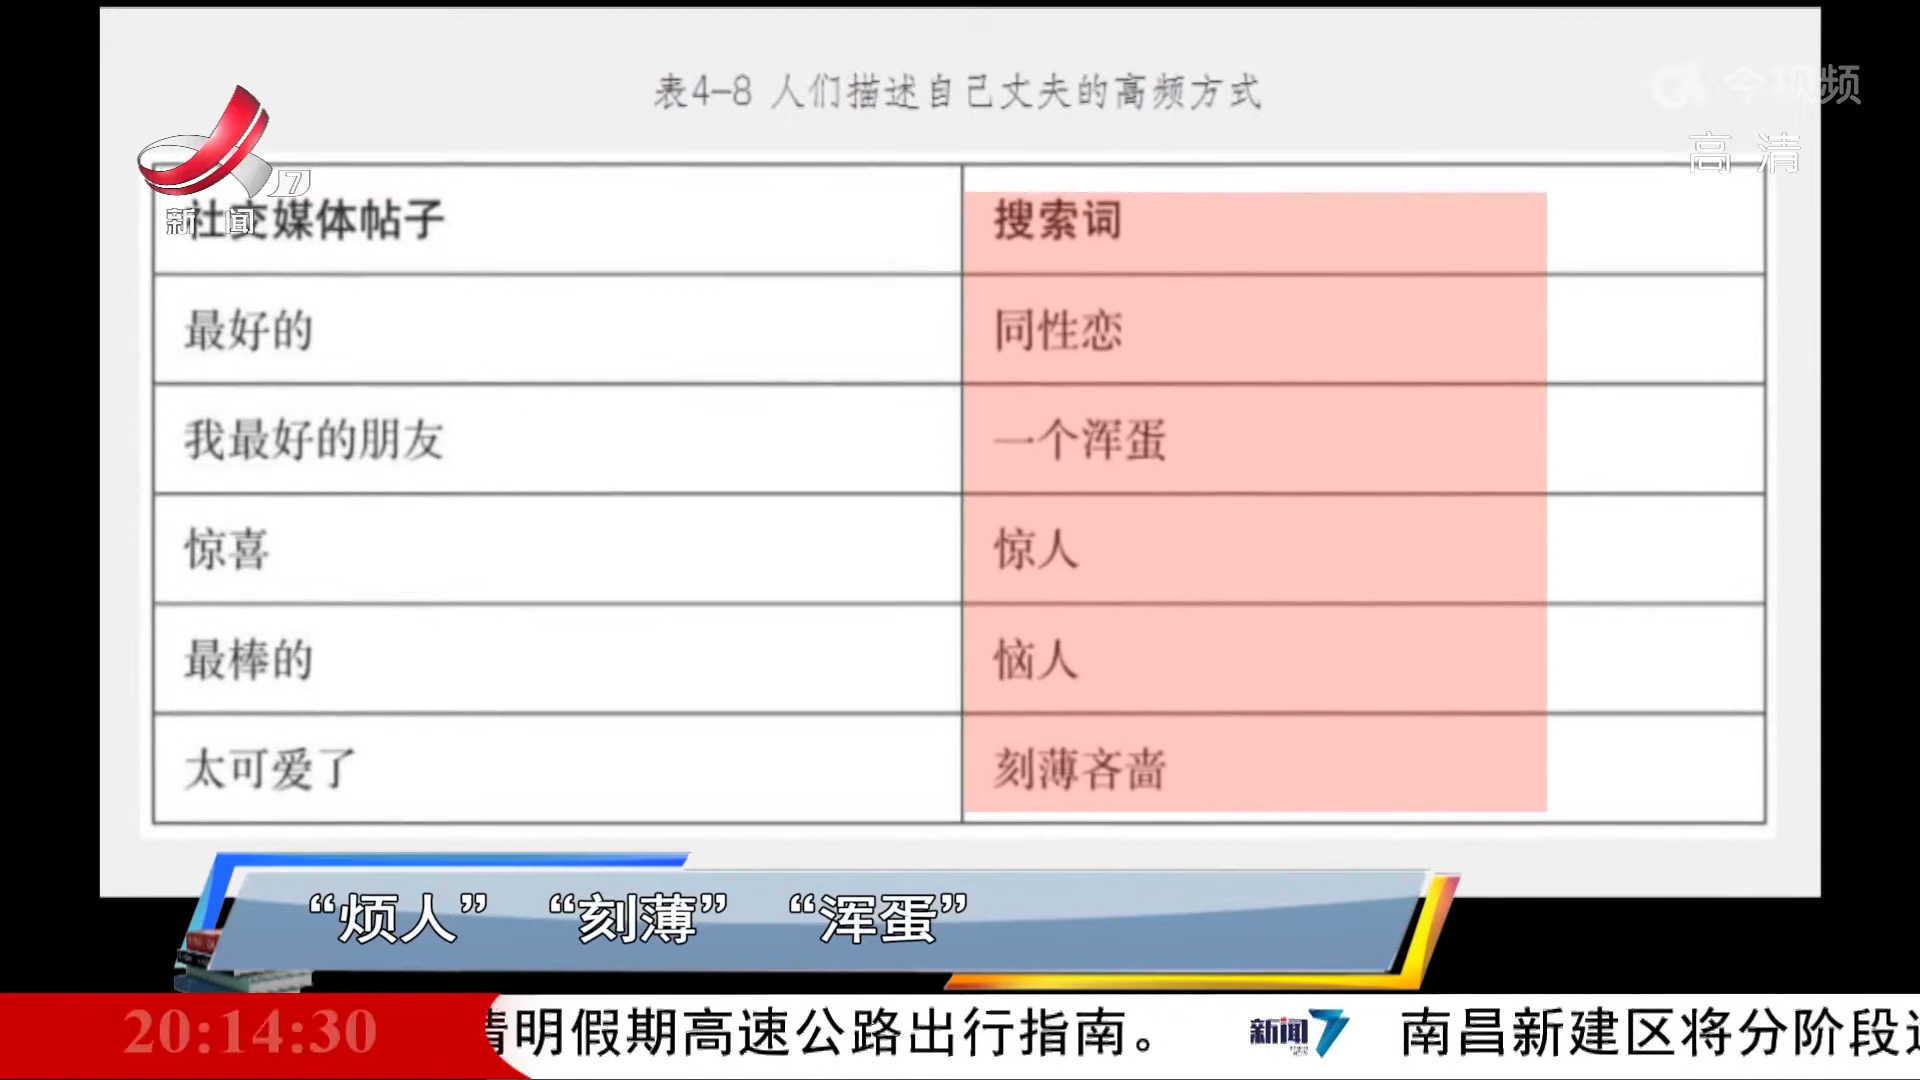 表4-8 人们描述自己丈夫的高频方式
今视频
高清
7
新闻
社交媒体帖子 搜索词
最好的 同性恋
我最好的朋友 一个浑蛋
惊喜 惊人
最棒的 恼人
太可爱了 刻薄吝啬
“烦人” “刻薄” “浑蛋”
20:14:30 清明假期高速公路出行指南。 新闻7 南昌新建区将分阶段